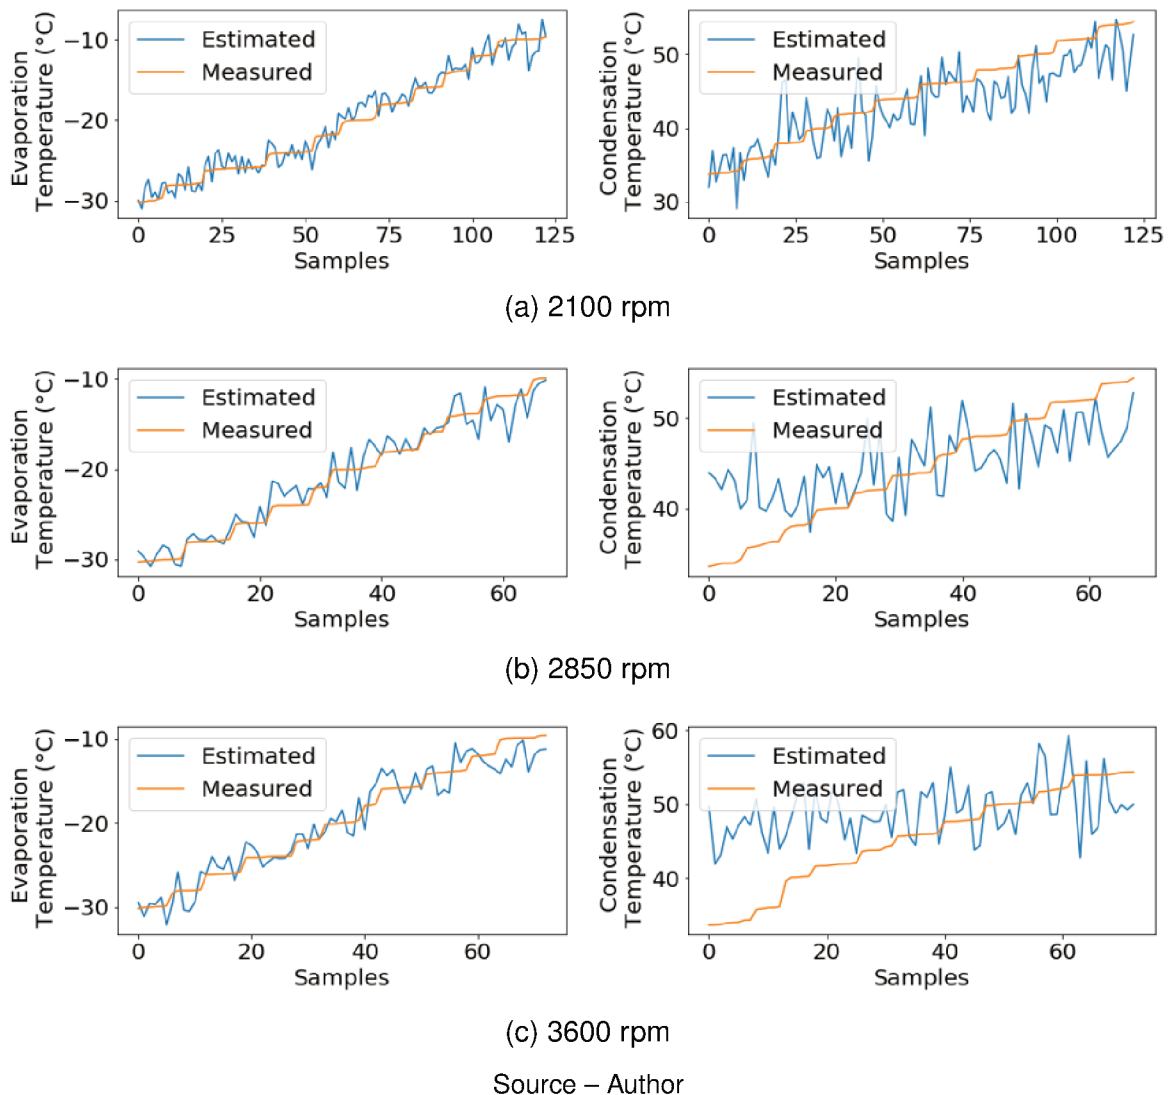 Evaporation
Temperature (°C)
−10
−20
−30
Estimated
Measured
0 25 50 75 100 125
Samples
Condensation
Temperature (°C)
50
40
30
Estimated
Measured
0 25 50 75 100 125
Samples
(a) 2100 rpm
Evaporation
Temperature (°C)
−10
−20
−30
Estimated
Measured
0 20 40 60
Samples
Condensation
Temperature (°C)
50
40
Estimated
Measured
0 20 40 60
Samples
(b) 2850 rpm
Evaporation
Temperature (°C)
−10
−20
−30
Estimated
Measured
0 20 40 60
Samples
Condensation
Temperature (°C)
60
50
40
Estimated
Measured
0 20 40 60
Samples
(c) 3600 rpm
Source – Author